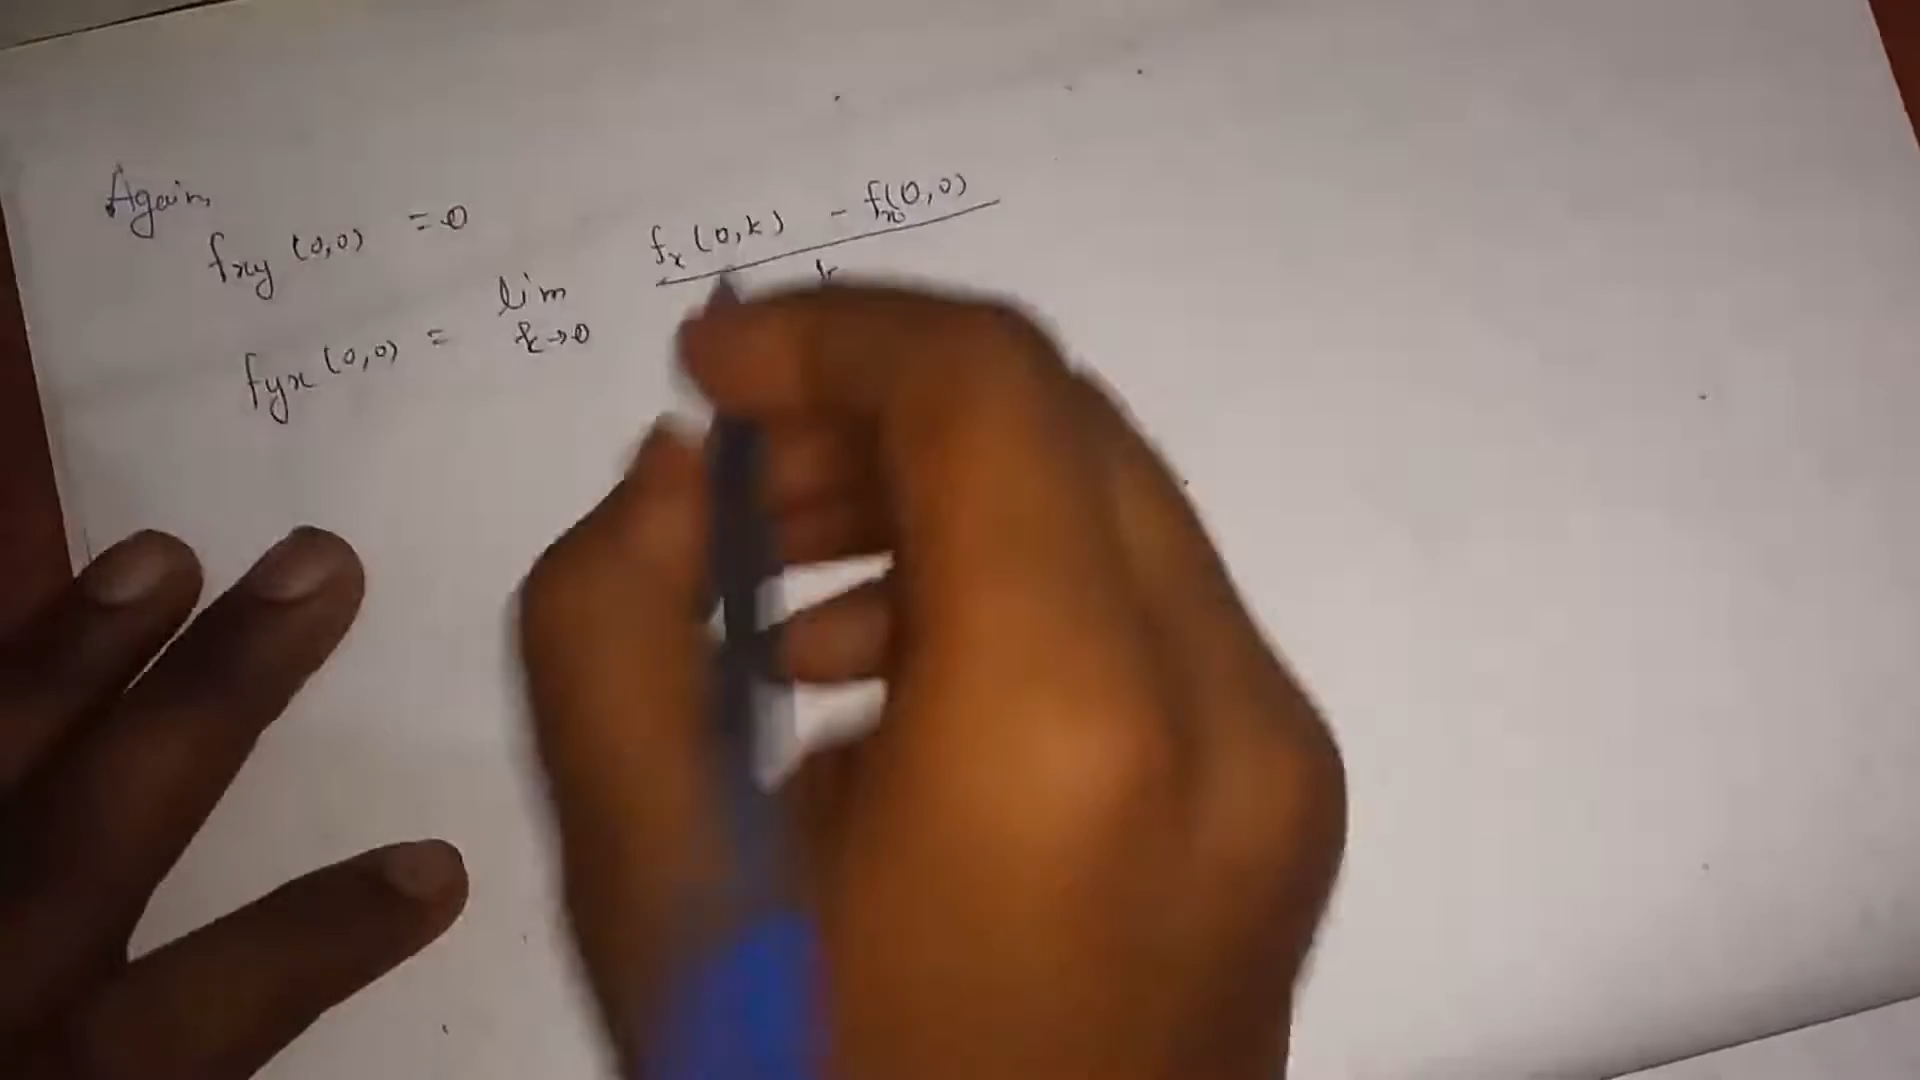 Again,
fxy (0,0) = 0
fyx (0,0) = lim k→0 fx (0,k) - fx(0,0) / k